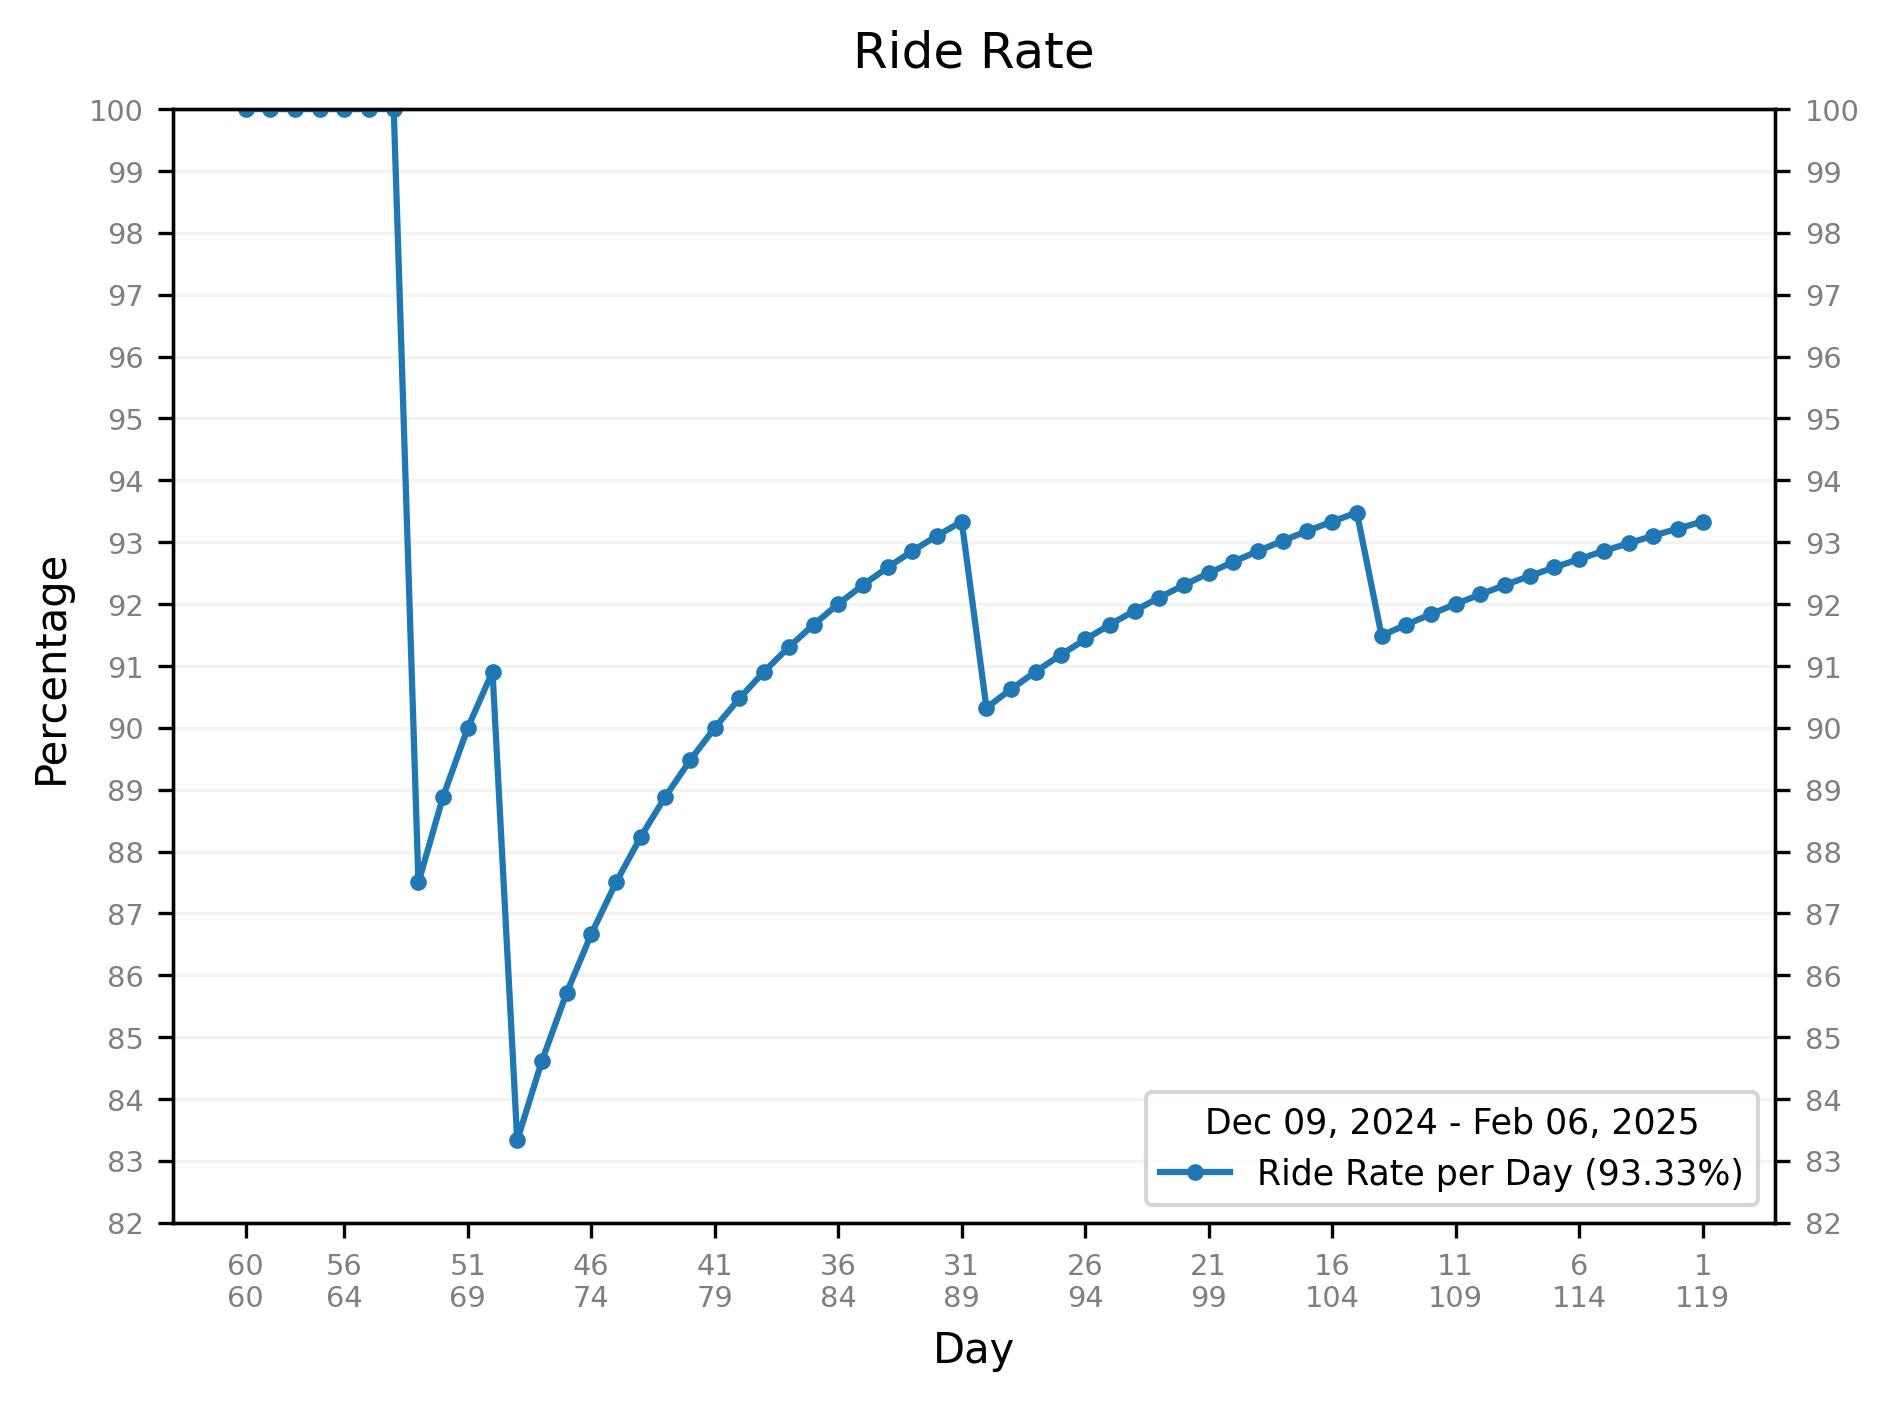 Ride Rate
100 100
99 99
98 98
97 97
96 96
95 95
94 94
93 93
92 92
91 91
90 90
89 89
88 88
87 87
86 86
85 85
84 84
83 83
82 82
Percentage
Dec 09, 2024 - Feb 06, 2025
Ride Rate per Day (93.33%)
60 56 51 46 41 36 31 26 21 16 11 6 1
60 64 69 74 79 84 89 94 99 104 109 114 119
Day